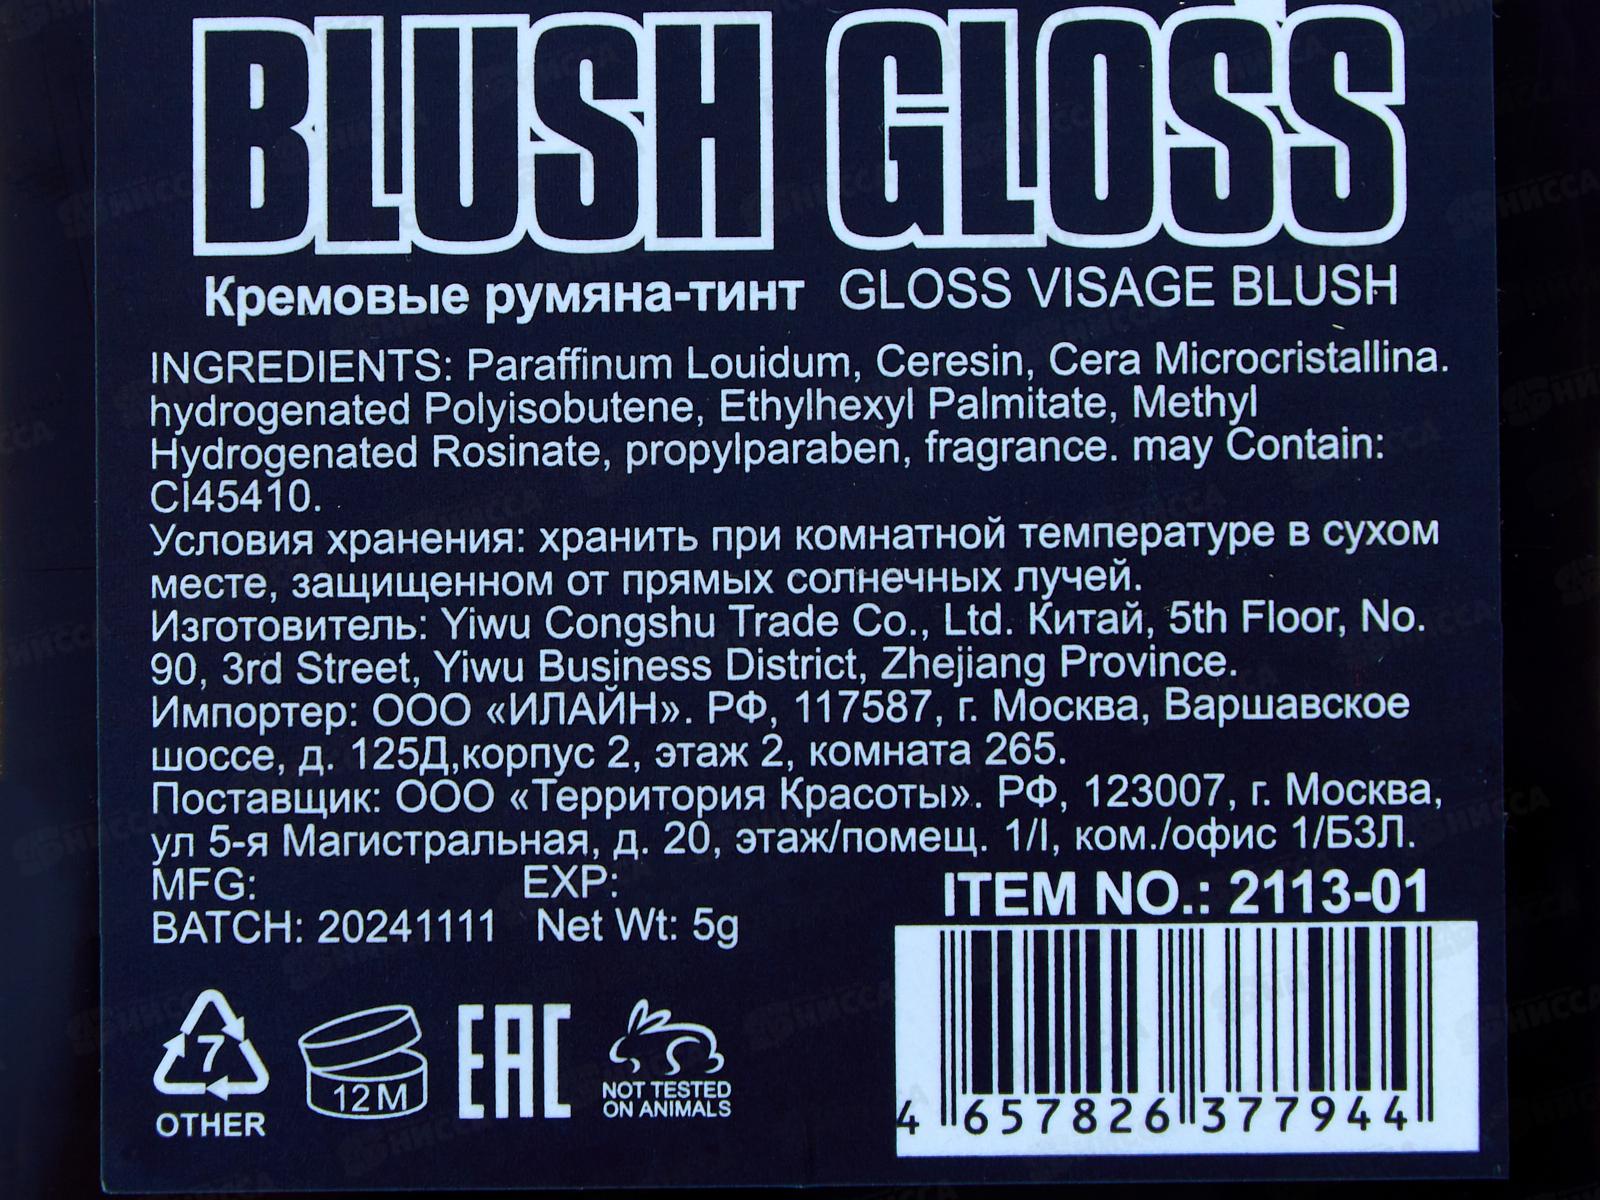 BLUSH GLOSS
Кремовые румяна-тинт GLOSS VISAGE BLUSH
INGREDIENTS: Paraffinum Louidum, Ceresin, Cera Microcristallina.
hydrogenated Polyisobutene, Ethylhexyl Palmitate, Methyl
Hydrogenated Rosinate, propylparaben, fragrance. may Contain:
CI45410.
Условия хранения: хранить при комнатной температуре в сухом
месте, защищенном от прямых солнечных лучей.
Изготовитель: Yiwu Congshu Trade Co., Ltd. Китай, 5th Floor, No.
90, 3rd Street, Yiwu Business District, Zhejiang Province.
Импортер: ООО «ИЛАЙН». РФ, 117587, г. Москва, Варшавское
шоссе, д. 125Д,корпус 2, этаж 2, комната 265.
Поставщик: ООО «Территория Красоты». РФ, 123007, г. Москва,
ул 5-я Магистральная, д. 20, этаж/помещ. 1/I, ком./офис 1/БЗЛ.
MFG: EXP:
BATCH: 20241111 Net Wt: 5g
ITEM NO.: 2113-01
7
OTHER
12M
EAC
NOT TESTED
ON ANIMALS
4 657826 377944